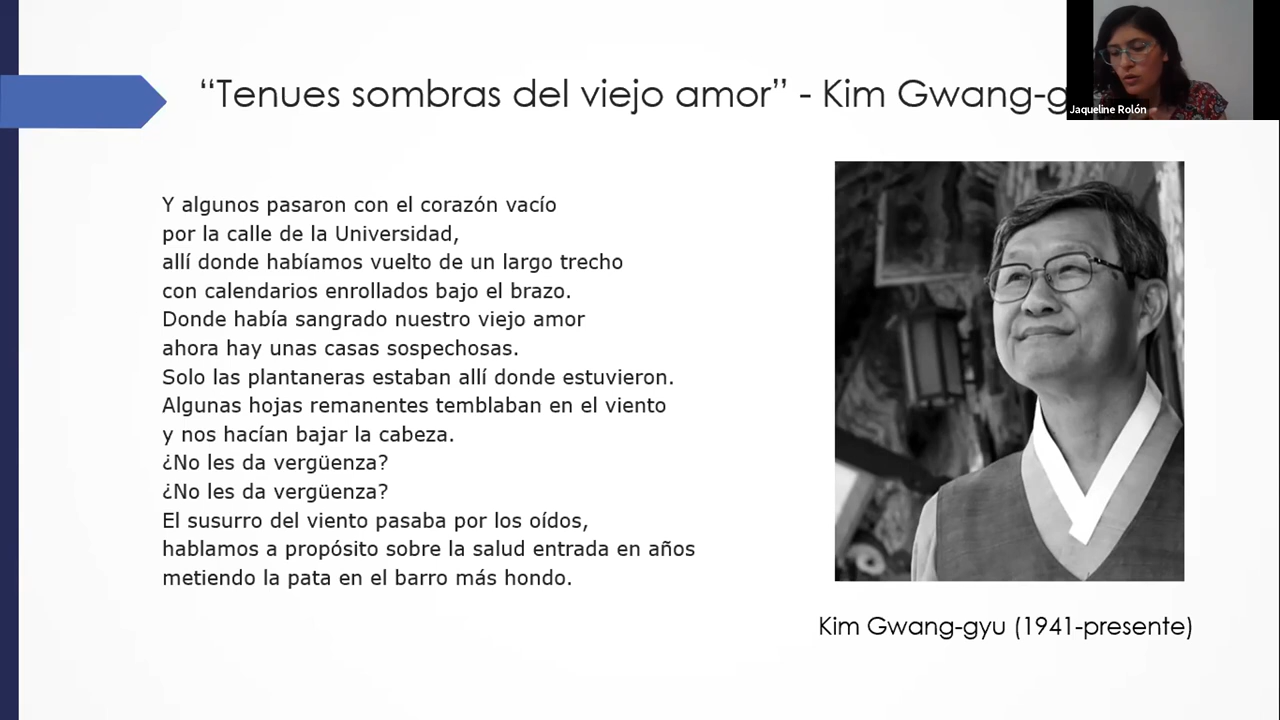 “Tenues sombras del viejo amor” - Kim Gwang-g
Jaqueline Rolón
Y algunos pasaron con el corazón vacío
por la calle de la Universidad,
allí donde habíamos vuelto de un largo trecho
con calendarios enrollados bajo el brazo.
Donde había sangrado nuestro viejo amor
ahora hay unas casas sospechosas.
Solo las plantaneras estaban allí donde estuvieron.
Algunas hojas remanentes temblaban en el viento
y nos hacían bajar la cabeza.
¿No les da vergüenza?
¿No les da vergüenza?
El susurro del viento pasaba por los oídos,
hablamos a propósito sobre la salud entrada en años
metiendo la pata en el barro más hondo.
Kim Gwang-gyu (1941-presente)